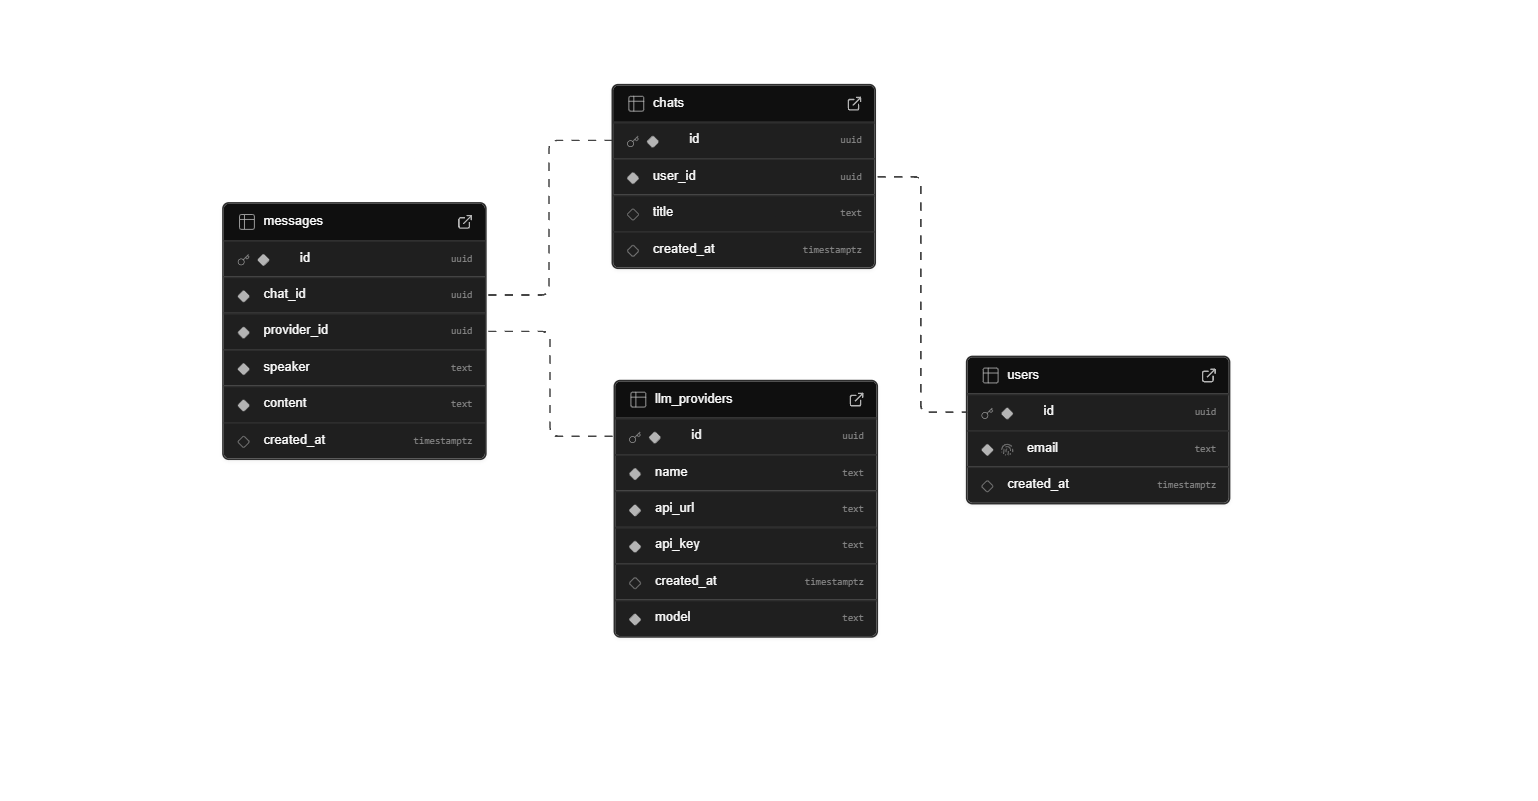 chats
id uuid
user_id uuid
title text
created_at timestamptz
messages
id uuid
chat_id uuid
provider_id uuid
speaker text
content text
created_at timestamptz
llm_providers
id uuid
name text
api_url text
api_key text
created_at timestamptz
model text
users
id uuid
email text
created_at timestamptz